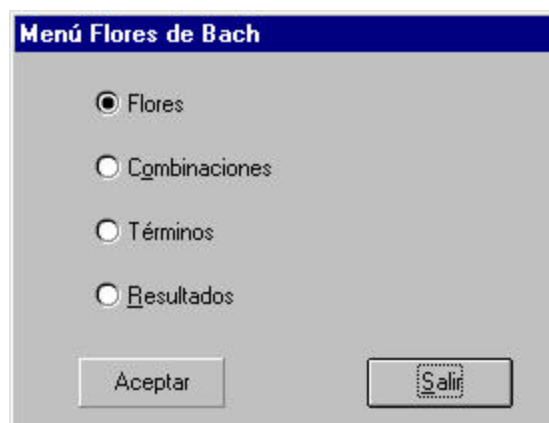 Menú Flores de Bach
Flores
Combinaciones
Términos
Resultados
Aceptar Salir